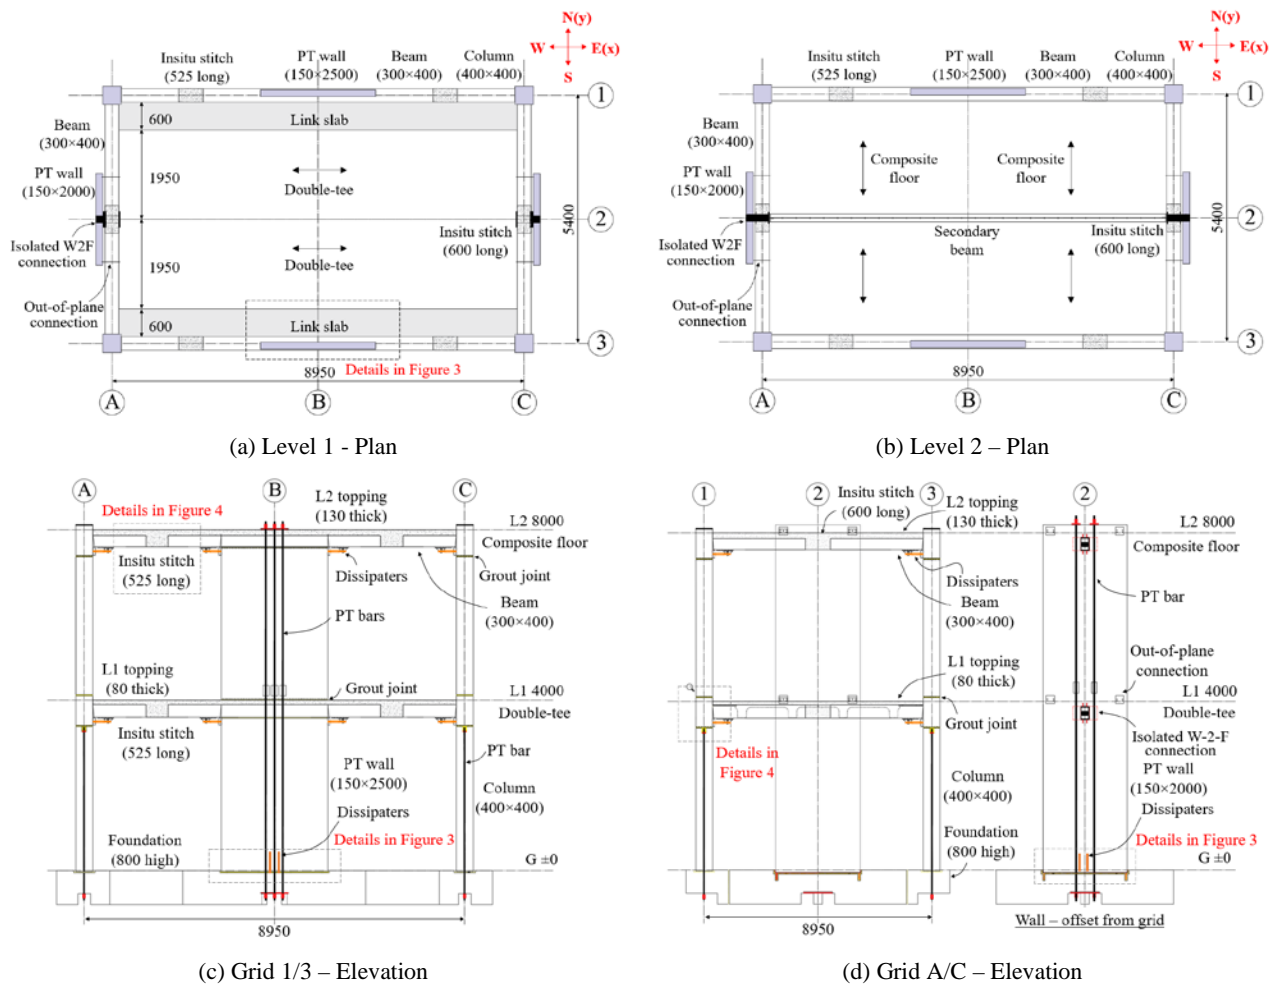 N(y)
W
E(x)
S
Insitu stitch
(525 long)
PT wall
(150×2500)
Beam
(300×400)
Column
(400×400)
1
Beam
(300×400)
600
Link slab
PT wall
(150×2000)
1950
Double-tee
5400
2
Isolated W2F
connection
Insitu stitch
(600 long)
1950
Double-tee
Out-of-plane
connection
600
Link slab
3
8950
Details in Figure 3
A
B
C
(a) Level 1 - Plan
N(y)
W
E(x)
S
Insitu stitch
(525 long)
PT wall
(150×2500)
Beam
(300×400)
Column
(400×400)
1
Beam
(300×400)
PT wall
(150×2000)
Composite
floor
Composite
floor
5400
2
Isolated W2F
connection
Secondary
beam
Insitu stitch
(600 long)
Out-of-plane
connection
3
8950
A
B
C
(b) Level 2 – Plan
A
B
C
Details in Figure 4
L2 topping
(130 thick)
L2 8000
Composite floor
Insitu stitch
(525 long)
Dissipaters
Grout joint
Beam
(300×400)
PT bars
L1 topping
(80 thick)
Grout joint
L1 4000
Double-tee
Insitu stitch
(525 long)
PT bar
PT wall
(150×2500)
Column
(400×400)
Dissipaters
Foundation
(800 high)
Details in Figure 3
G ±0
8950
(c) Grid 1/3 – Elevation
1
2
3
2
Insitu stitch
(600 long)
L2 topping
(130 thick)
L2 8000
Composite floor
Dissipaters
Beam
(300×400)
PT bar
L1 topping
(80 thick)
Out-of-plane
connection
L1 4000
Double-tee
Grout joint
Isolated W-2-F
connection
Details in
Figure 4
PT wall
(150×2000)
Column
(400×400)
Dissipaters
Foundation
(800 high)
Details in Figure 3
G ±0
Wall – offset from grid
8950
(d) Grid A/C – Elevation